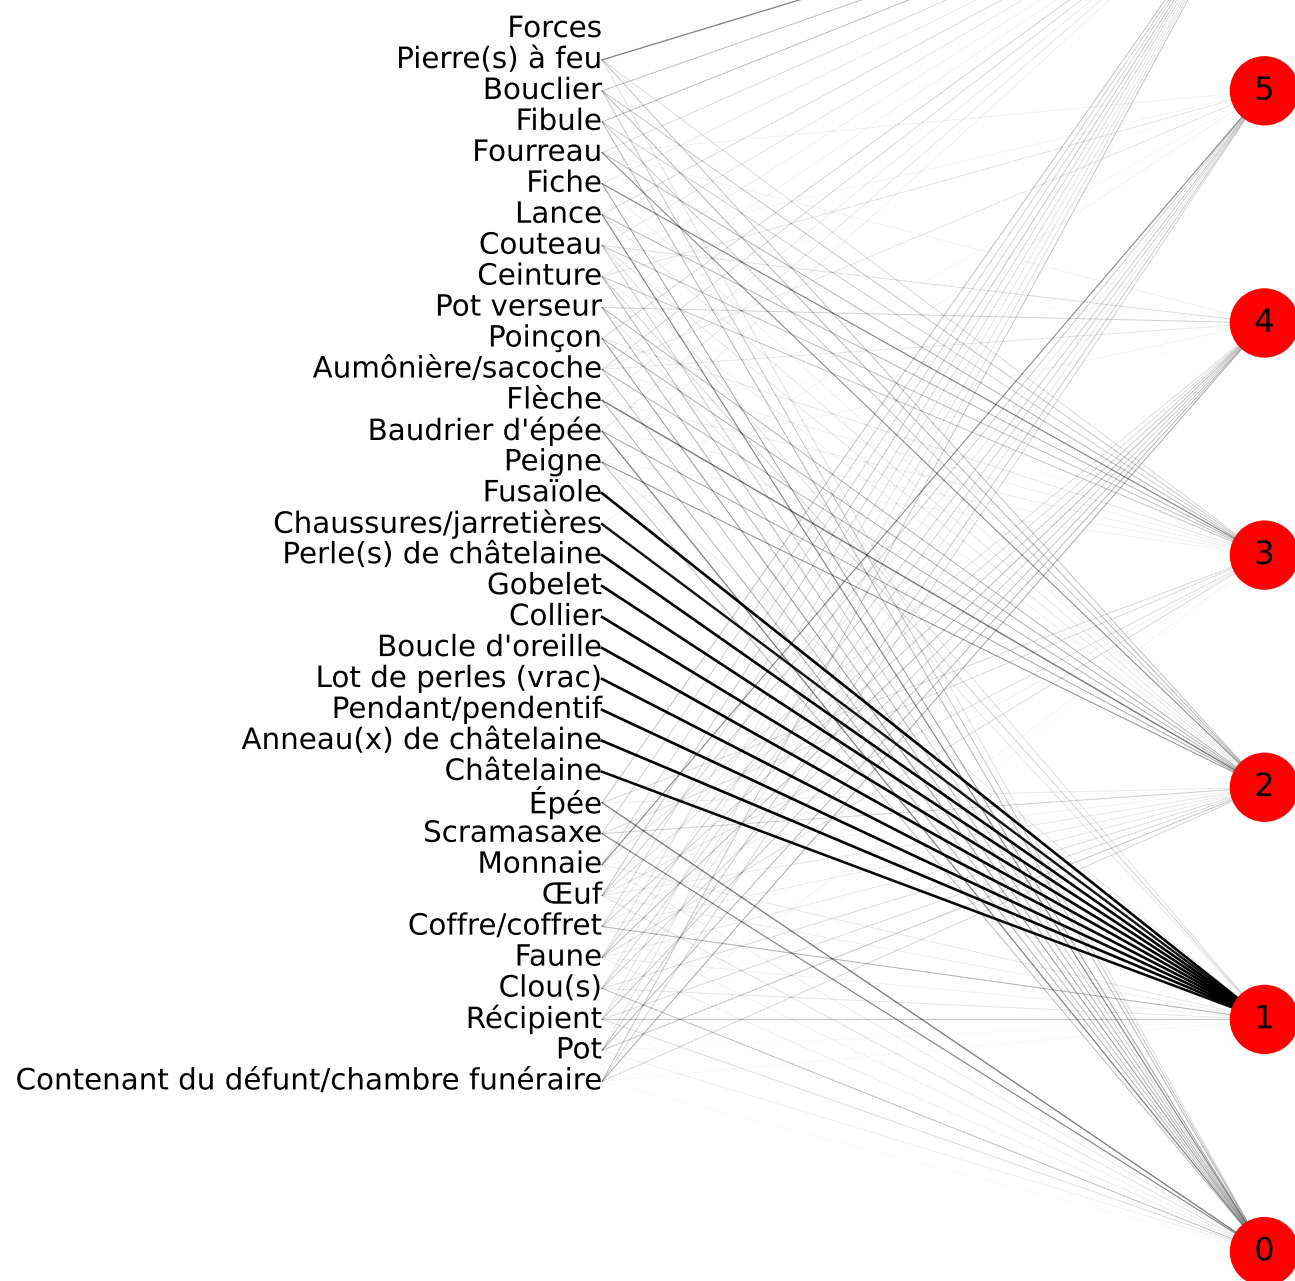 Forces
Pierre(s) à feu
Bouclier
Fibule
Fourreau
Fiche
Lance
Couteau
Ceinture
Pot verseur
Poinçon
Aumônière/sacoche
Flèche
Baudrier d'épée
Peigne
Fusaïole
Chaussures/jarretières
Perle(s) de châtelaine
Gobelet
Collier
Boucle d'oreille
Lot de perles (vrac)
Pendant/pendentif
Anneau(x) de châtelaine
Châtelaine
Épée
Scramasaxe
Monnaie
Œuf
Coffre/coffret
Faune
Clou(s)
Récipient
Pot
Contenant du défunt/chambre funéraire
5
4
3
2
1
0